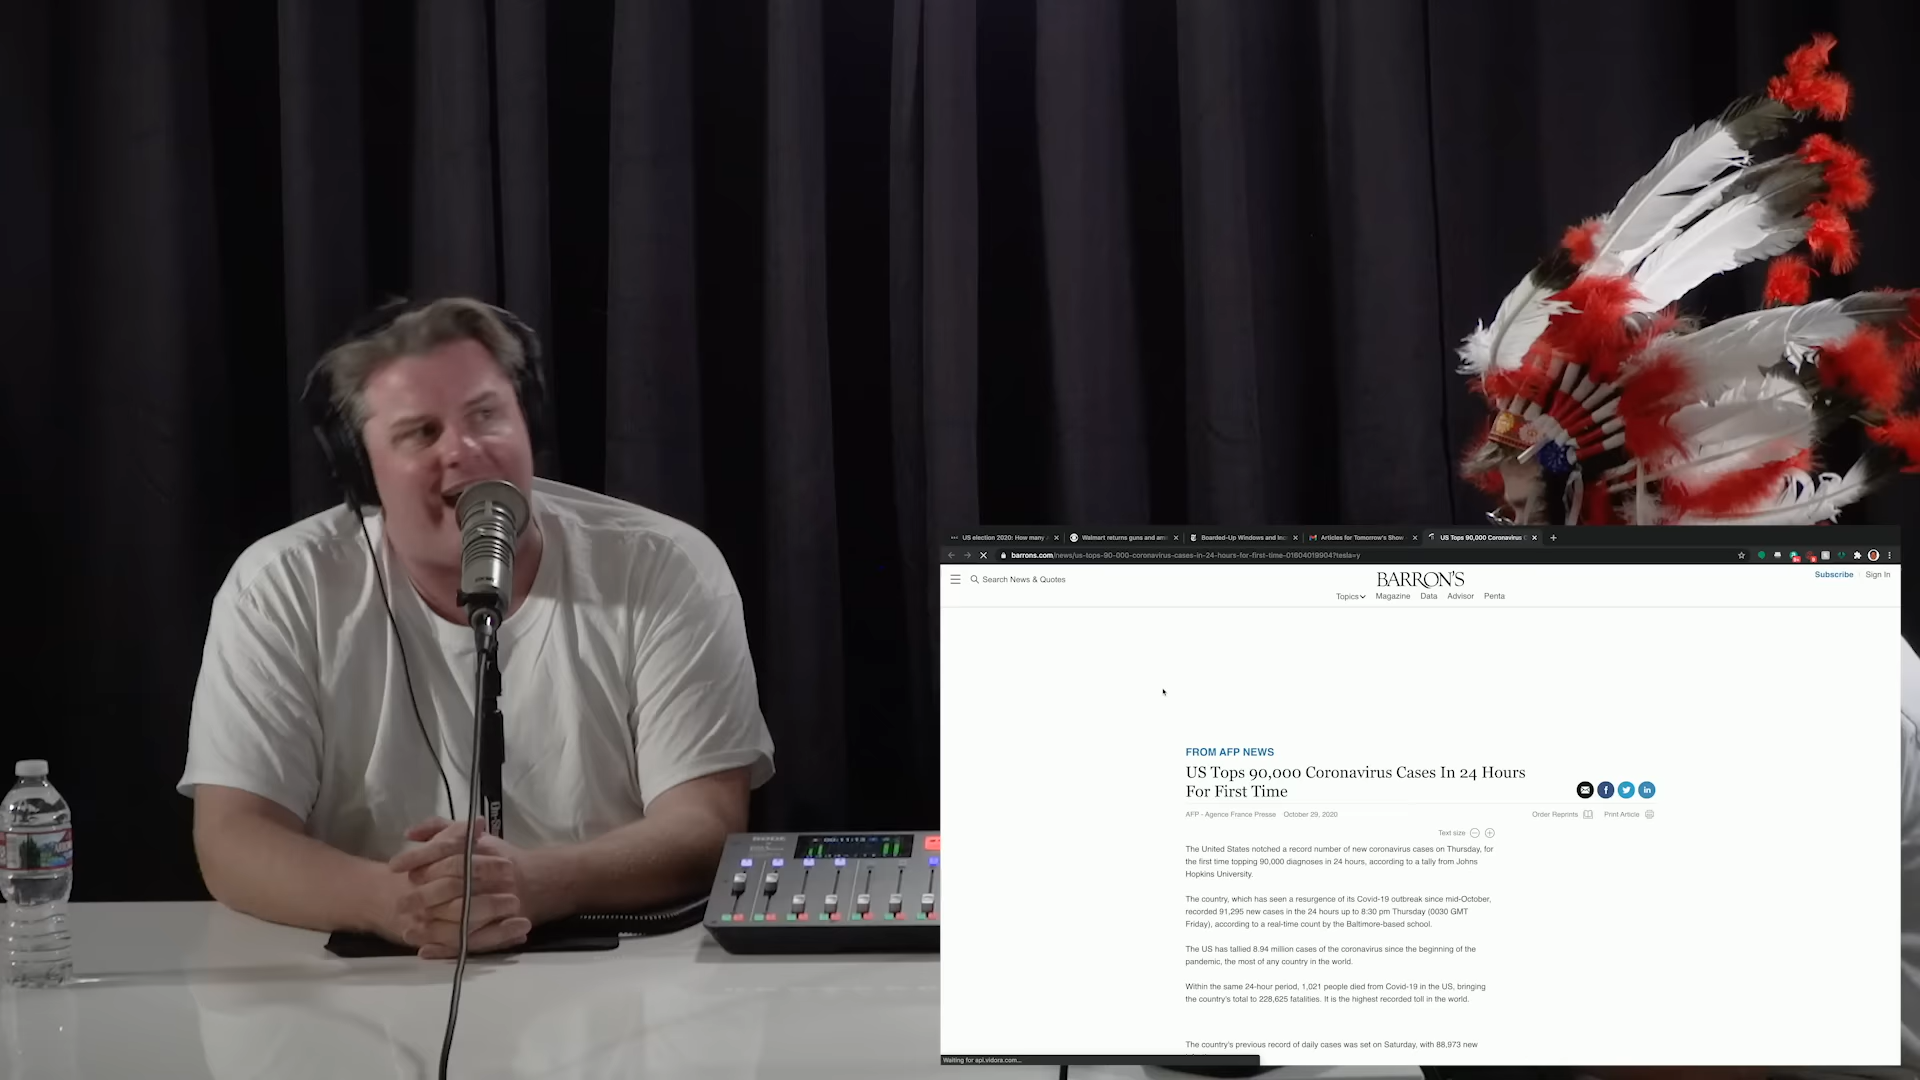 US election 2020: How many
Walmart returns guns and am
Boarded-Up Windows and In
Articles for Tomorrow's Show
US Tops 90,000 Coronavirus C
barrons.com/news/us-tops-90-000-coronavirus-cases-in-24-hours-for-first-time-01604019904?tesla=y
Search News & Quotes
BARRON'S
Subscribe
Sign In
Topics
Magazine
Data
Advisor
Penta
FROM AFP NEWS
US Tops 90,000 Coronavirus Cases In 24 Hours
For First Time
AFP - Agence France Presse October 29, 2020
Order Reprints
Print Article
Text size
The United States notched a record number of new coronavirus cases on Thursday, for
the first time topping 90,000 diagnoses in 24 hours, according to a tally from Johns
Hopkins University.
The country, which has seen a resurgence of its Covid-19 outbreak since mid-October,
recorded 91,295 new cases in the 24 hours up to 8:30 pm Thursday (0030 GMT
Friday), according to a real-time count by the Baltimore-based school.
The US has tallied 8.94 million cases of the coronavirus since the beginning of the
pandemic, the most of any country in the world.
Within the same 24-hour period, 1,021 people died from Covid-19 in the US, bringing
the country's total to 228,625 fatalities. It is the highest recorded toll in the world.
The country's previous record of daily cases was set on Saturday, with 88,973 new
Waiting for api.vidora.com...